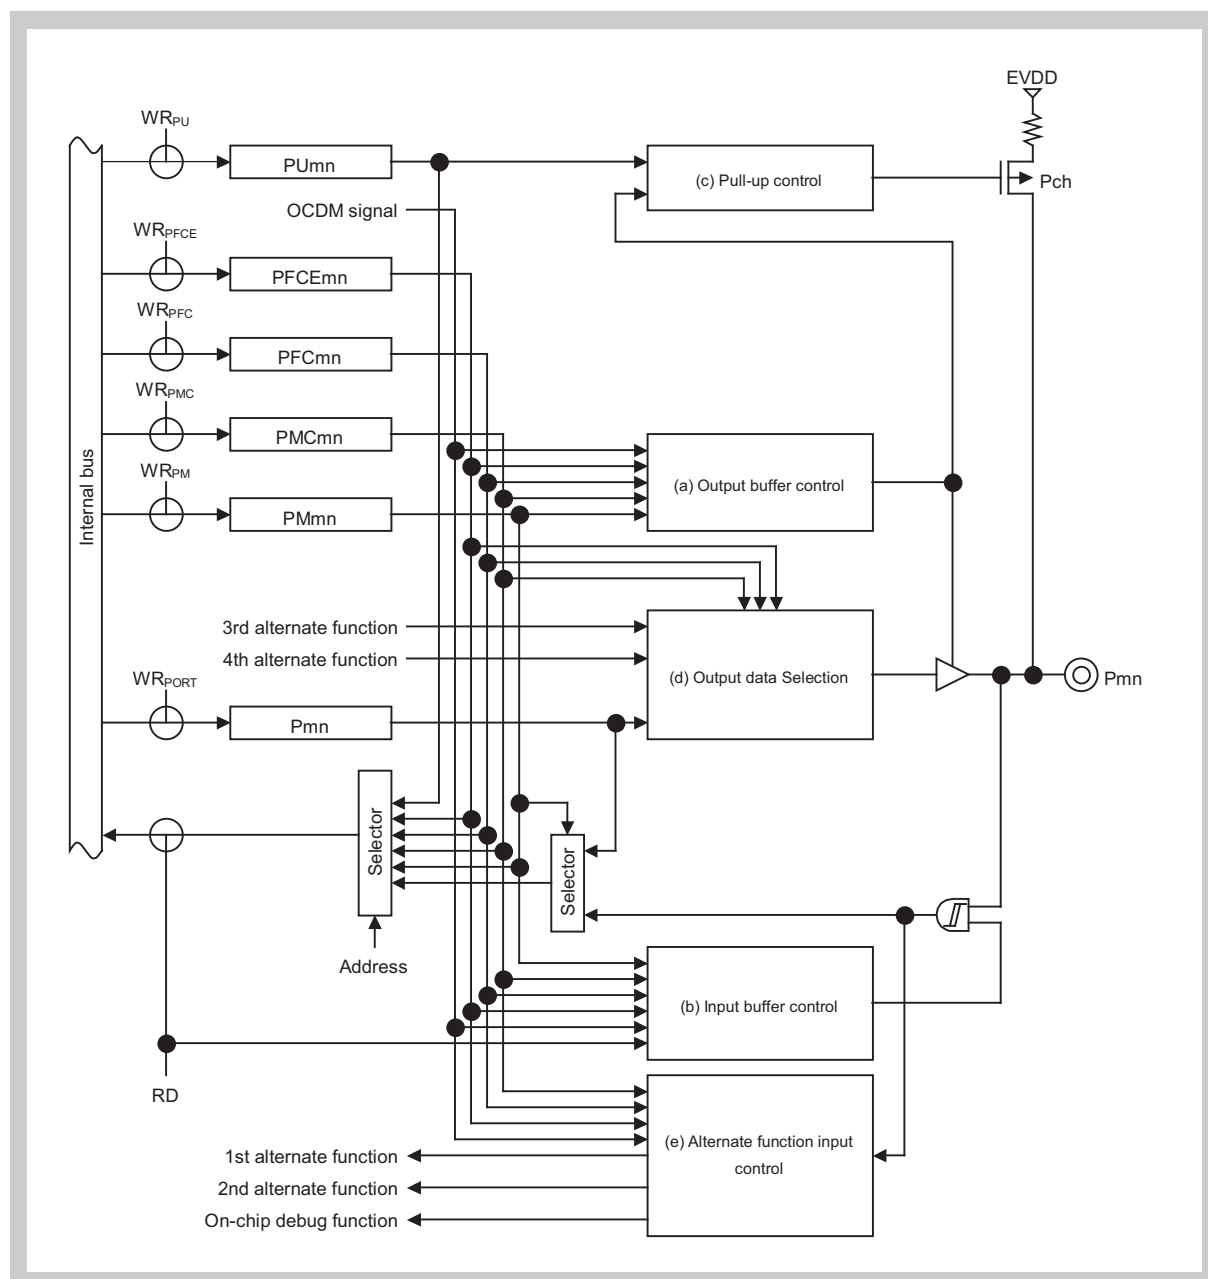 EVDD
WRPU
PUmn
(c) Pull-up control
Pch
OCDM signal
WRPFCE
PFCEmn
WRPFC
PFCmn
WRPMC
PMCmn
(a) Output buffer control
WRPM
PMmn
Internal bus
3rd alternate function
4th alternate function
(d) Output data Selection
Pmn
WRPORT
Pmn
Selector
Selector
Address
(b) Input buffer control
RD
(e) Alternate function input
control
1st alternate function
2nd alternate function
On-chip debug function